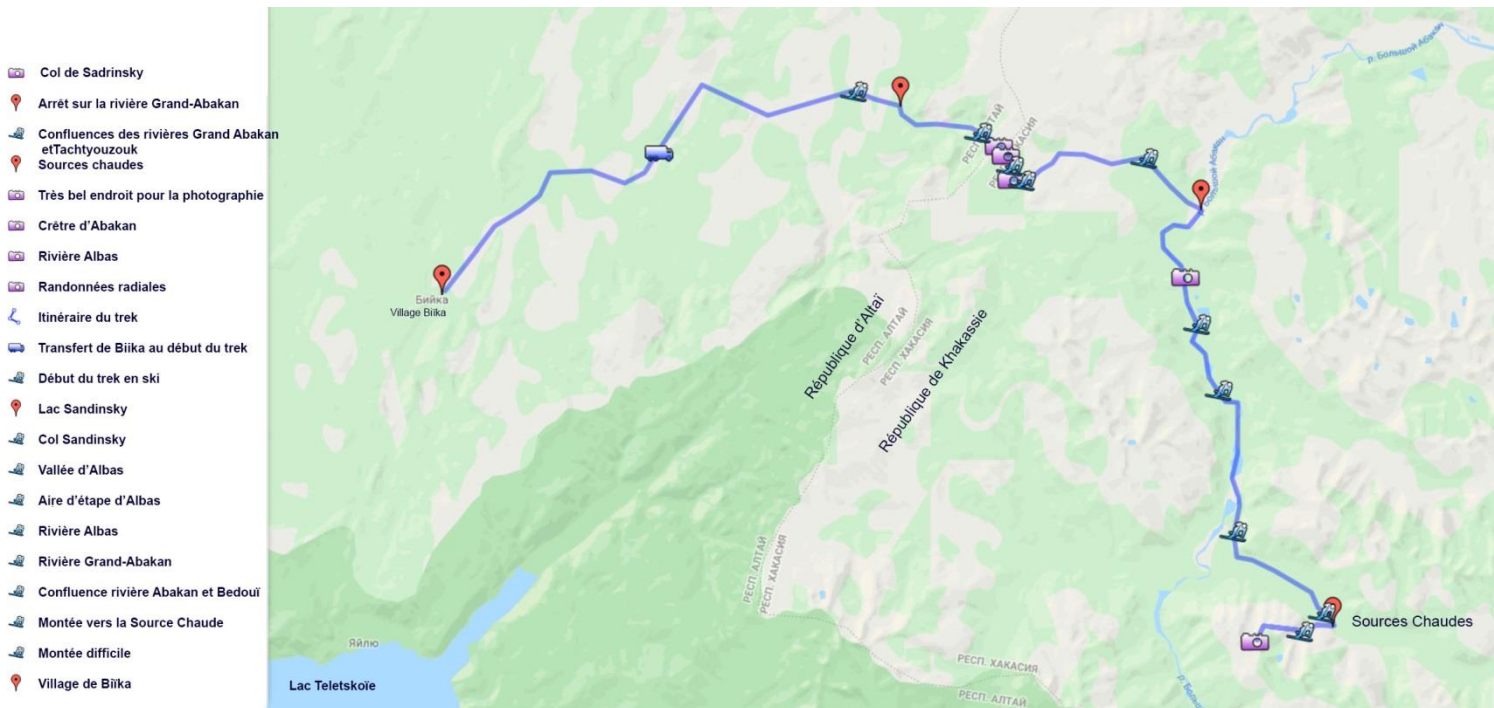 Col de Sadrinsky
Arrêt sur la rivière Grand-Abakan
Confluences des rivières Grand Abakan
etTachtyouzouk
Sources chaudes
Très bel endroit pour la photographie
Crêtre d’Abakan
Rivière Albas
Randonnées radiales
Itinéraire du trek
Transfert de Biika au début du trek
Début du trek en ski
Lac Sandinsky
Col Sandinsky
Vallée d’Albas
Aire d’étape d’Albas
Rivière Albas
Rivière Grand-Abakan
Confluence rivière Abakan et Bedouï
Montée vers la Source Chaude
Montée difficile
Village de Biïka
р. Большой Абакан
р. Большой Абакан
РЕСП. АЛТАЙ
РЕСП. ХАКАСИЯ
Бийка
Village Biika
République d’Altaï
РЕСП. АЛТАЙ
РЕСП. ХАКАСИЯ
République de Khakassie
РЕСП. АЛТАЙ
РЕСП. ХАКАСИЯ
Sources Chaudes
Яйлю
Lac Teletskoïe
РЕСП. ХАКАСИЯ
РЕСП. АЛТАЙ